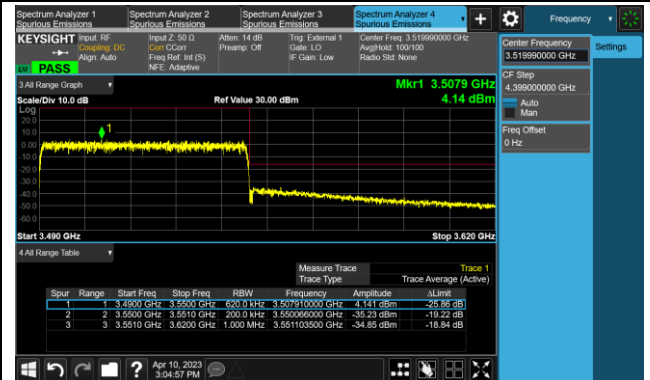 Spectrum Analyzer 1
Spurious Emissions
Spectrum Analyzer 2
Spurious Emissions
Spectrum Analyzer 3
Spurious Emissions
Spectrum Analyzer 4
Spurious Emissions
Frequency
KEYSIGHT
Input: RF
Coupling: DC
Align: Auto
Input Z: 50 Ω
Corr CCorr
Freq Ref: Int (S)
NFE: Adaptive
Atten: 14 dB
Preamp: Off
Trig: External 1
Gate: LO
IF Gain: Low
Center Freq: 3.519990000 GHz
Avg|Hold: 100/100
Radio Std: None
PASS
Center Frequency
3.519990000 GHz
Settings
CF Step
4.399000000 GHz
Auto
Man
Freq Offset
0 Hz
3 All Range Graph
Mkr1 3.5079 GHz
Scale/Div 10.0 dB
Ref Value 30.00 dBm
4.14 dBm
Log
20.0
10.0
0.00
-10.0
-20.0
-30.0
-40.0
-50.0
-60.0
1
Start 3.490 GHz
Stop 3.620 GHz
4 All Range Table
Measure Trace Trace 1
Trace Type Trace Average (Active)
Spur Range Start Freq Stop Freq RBW Frequency Amplitude ΔLimit
1 1 3.4900 GHz 3.5500 GHz 620.0 kHz 3.507910000 GHz 4.141 dBm -25.86 dB
2 2 3.5500 GHz 3.5510 GHz 200.0 kHz 3.550066000 GHz -35.23 dBm -19.22 dB
3 3 3.5510 GHz 3.6200 GHz 1.000 MHz 3.551103500 GHz -34.85 dBm -18.84 dB
Apr 10, 2023
3:04:57 PM